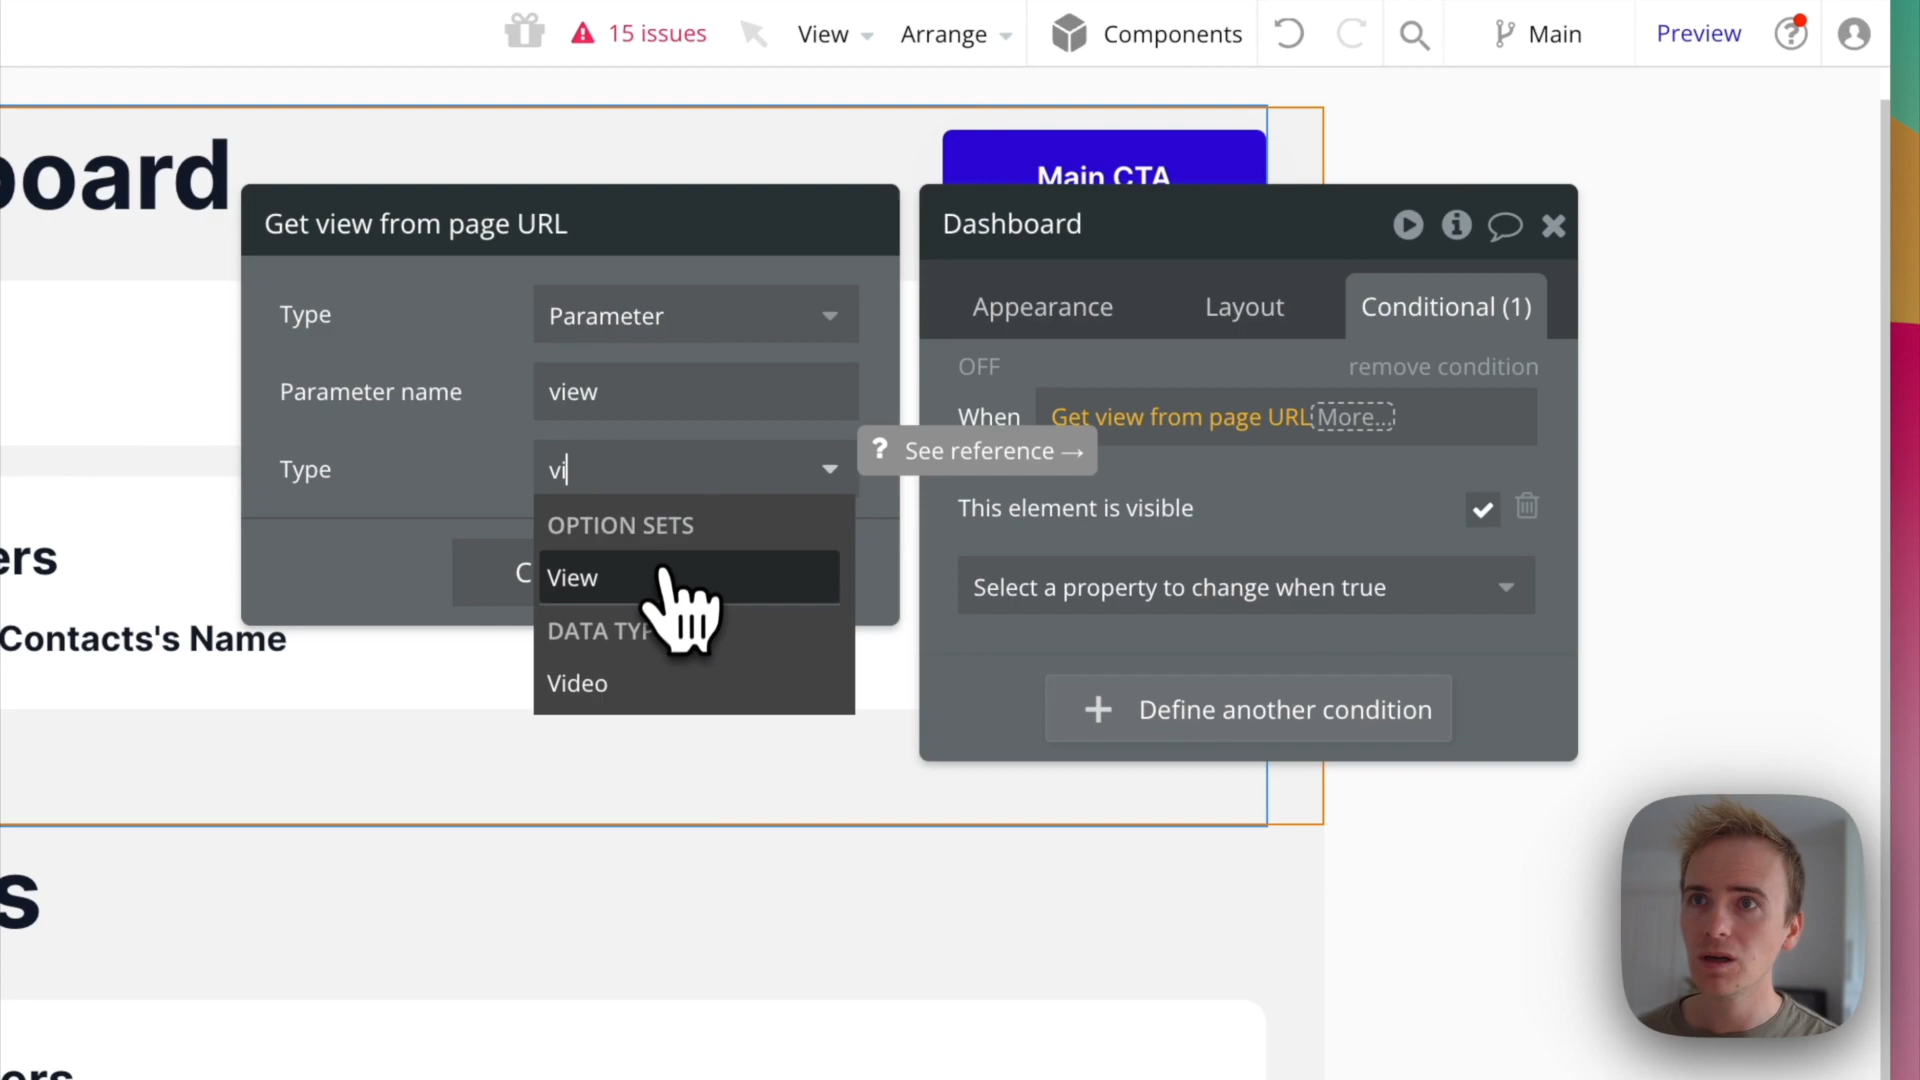 15 issues
View
Arrange
Components
Main
Preview
board
Main CTA
Get view from page URL
Type
Parameter
Parameter name
view
Type
vi
OPTION SETS
View
DATA TYP
Video
C
? See reference →
Dashboard
Appearance
Layout
Conditional (1)
OFF
remove condition
When
Get view from page URL More...
This element is visible
Select a property to change when true
+ Define another condition
ers
Contacts's Name
s
ers